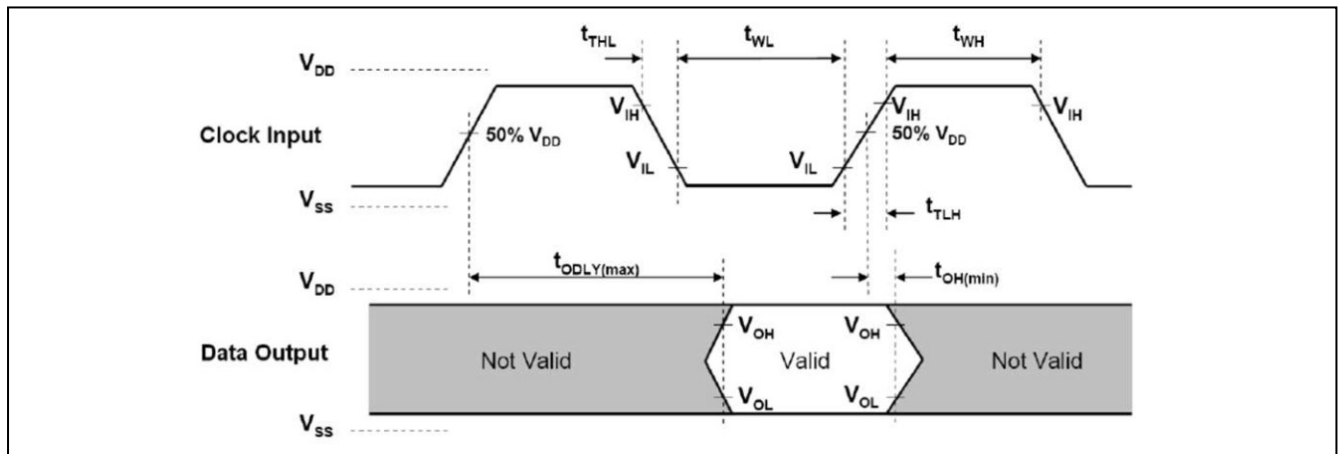 t_THL t_WL t_WH
V_DD
V_IH V_IH V_IH
Clock Input 50% V_DD 50% V_DD
V_IL V_IL
V_SS t_TLH
t_ODLY(max) t_OH(min)
V_DD
V_OH V_OH
Data Output Not Valid Valid Not Valid
V_OL V_OL
V_SS